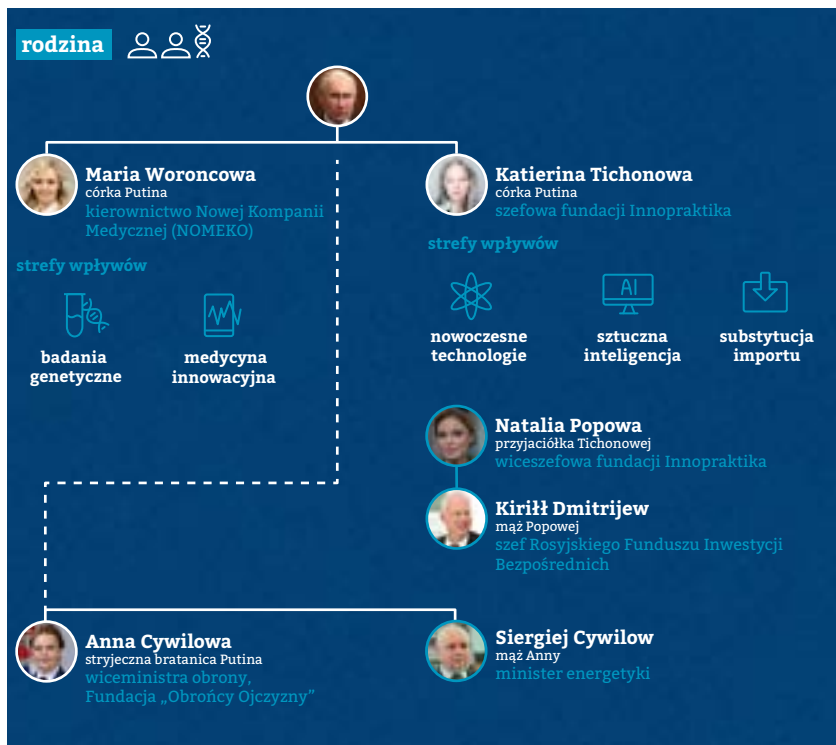 rodzina
Maria Woroncowa
córka Putina
kierownictwo Nowej Kompanii
Medycznej (NOMEKO)
strefy wpływów
badania
genetyczne
medycyna
innowacyjna
Katierina Tichonowa
córka Putina
szefowa fundacji Innopraktika
strefy wpływów
nowoczesne
technologie
AI
sztuczna
inteligencja
substytucja
importu
Natalia Popowa
przyjaciółka Tichonowej
wiceszefowa fundacji Innopraktika
Kiriłł Dmitrijew
mąż Popowej
szef Rosyjskiego Funduszu Inwestycji
Bezpośrednich
Anna Cywilowa
stryjeczna bratanica Putina
wiceministra obrony,
Fundacja „Obrońcy Ojczyzny”
Siergiej Cywilow
mąż Anny
minister energetyki